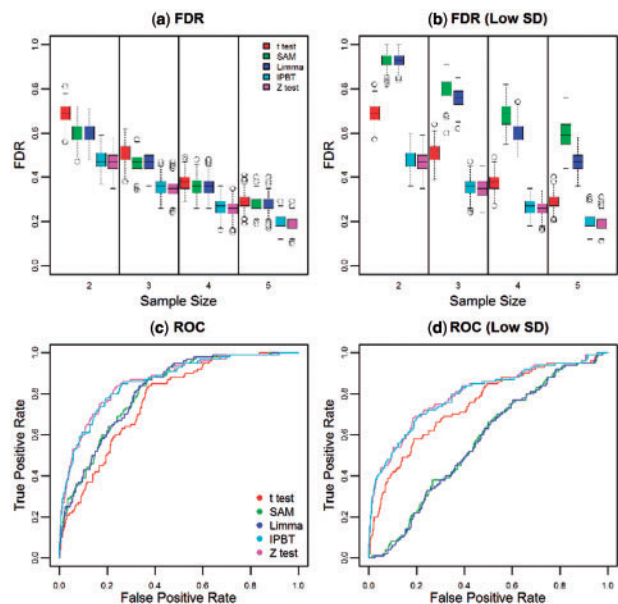 (a) FDR
FDR
1.0
0.8
0.6
0.4
0.2
0.0
t test
SAM
Limma
IPBT
Z test
2 3 4 5
Sample Size
(b) FDR (Low SD)
FDR
1.0
0.8
0.6
0.4
0.2
0.0
2 3 4 5
Sample Size
(c) ROC
True Positive Rate
1.0
0.8
0.6
0.4
0.2
0.0
t test
SAM
Limma
IPBT
Z test
0.0 0.2 0.4 0.6 0.8 1.0
False Positive Rate
(d) ROC (Low SD)
True Positive Rate
1.0
0.8
0.6
0.4
0.2
0.0
0.0 0.2 0.4 0.6 0.8 1.0
False Positive Rate